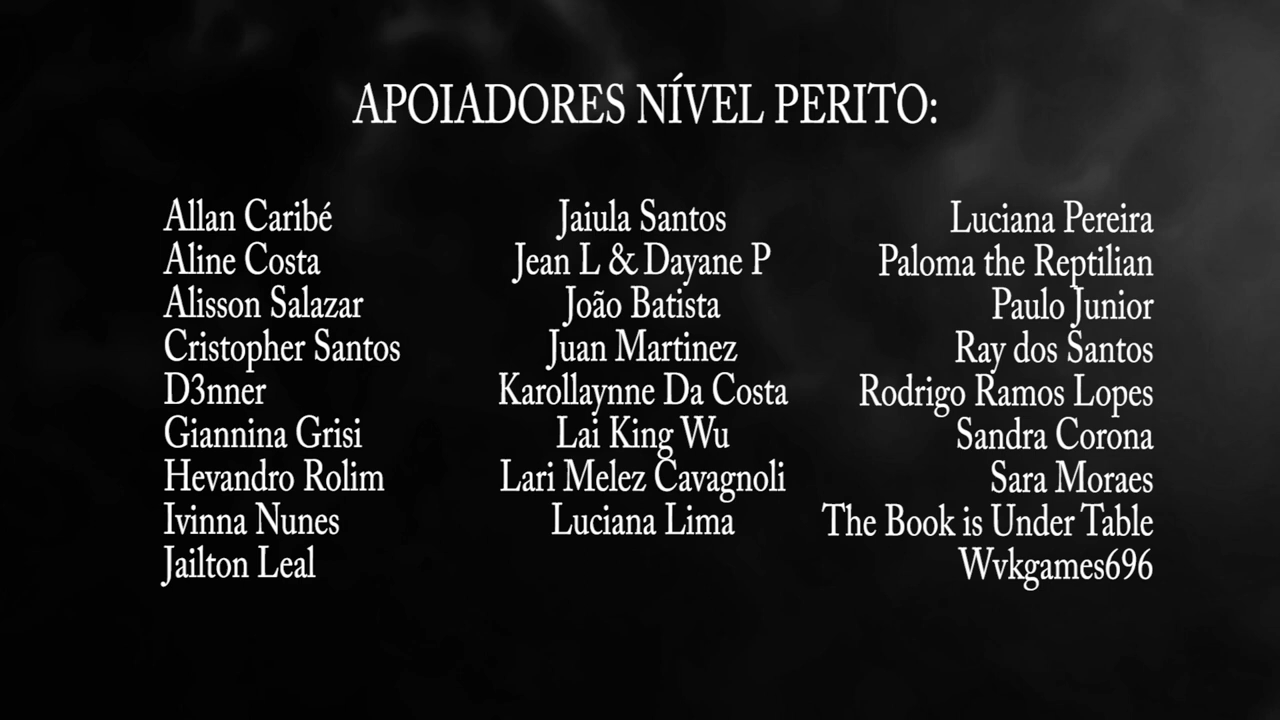 APOIADORES NÍVEL PERITO:
Allan Caribé
Aline Costa
Alisson Salazar
Cristopher Santos
D3nner
Giannina Grisi
Hevandro Rolim
Ivinna Nunes
Jailton Leal
Jaiula Santos
Jean L & Dayane P
João Batista
Juan Martinez
Karollaynne Da Costa
Lai King Wu
Lari Melez Cavagnoli
Luciana Lima
Luciana Pereira
Paloma the Reptilian
Paulo Junior
Ray dos Santos
Rodrigo Ramos Lopes
Sandra Corona
Sara Moraes
The Book is Under Table
Wvkgames696